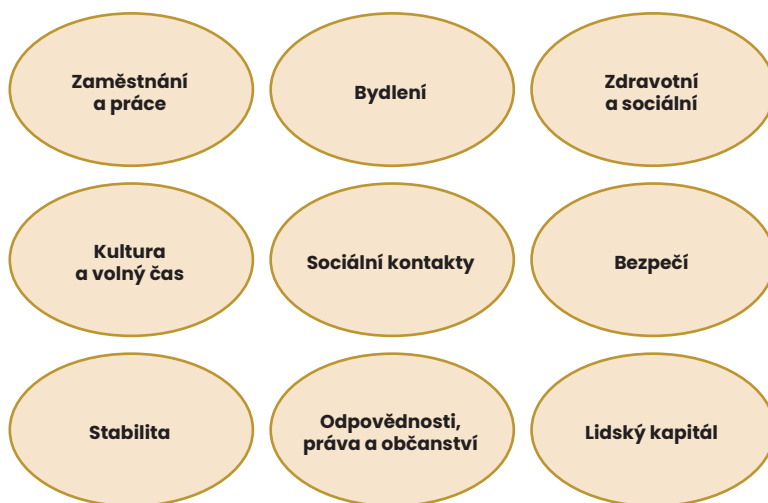 Zaměstnání
a práce
Bydlení
Zdravotní
a sociální
Kultura
a volný čas
Sociální kontakty
Bezpečí
Stabilita
Odpovědnosti,
práva a občanství
Lidský kapitál